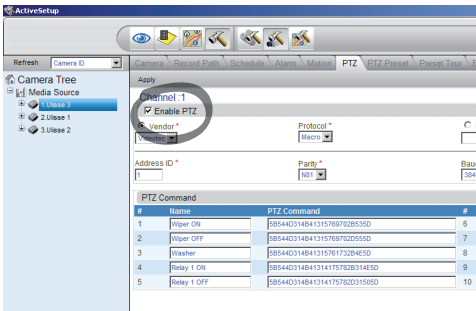 ActiveSetup
Refresh Camera ID
Camera Record Path Schedule Alarm Motion PTZ PTZ Preset Preset Tour
Camera Tree
Media Source
1.Ulisse 3
2.Ulisse 1
3.Ulisse 2
Apply
Channel :1
Enable PTZ
Vendor * Protocol *
Videotec Macro
Address ID * Parity * Baud
1 N81 384
PTZ Command
# Name PTZ Command #
1 Wiper ON 5B544D314B41315769702B535D 6
2 Wiper OFF 5B544D314B41315769702D555D 7
3 Washer 5B544D314B41315761732B4E5D 8
4 Relay 1 ON 5B544D314B41314175782B314E5D 9
5 Relay 1 OFF 5B544D314B41314175782D31505D 10